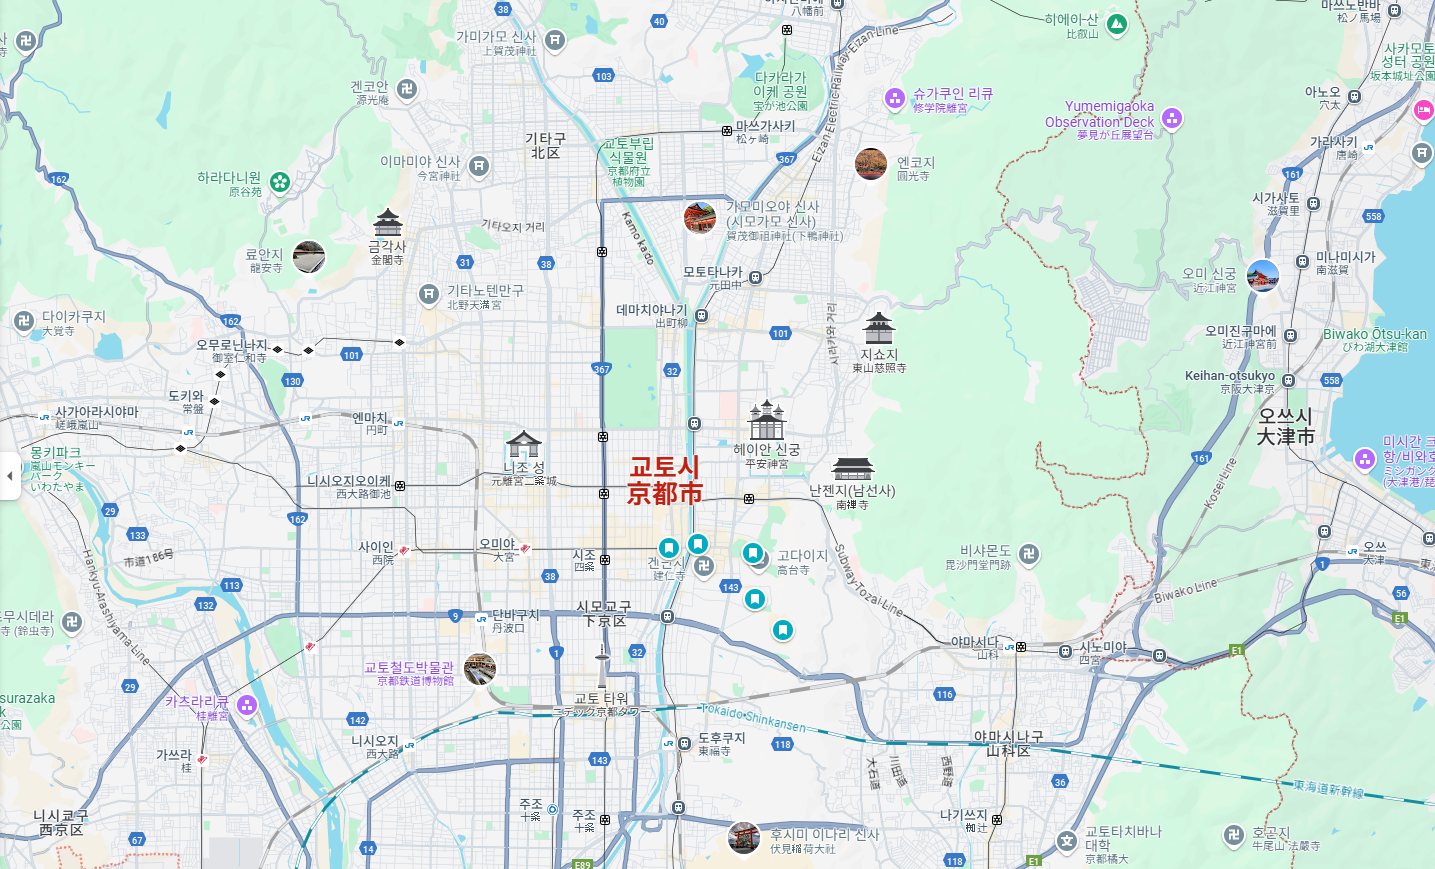 八幡前
38
40
히에이-산
比叡山
松ノ馬場
가미가모 신사
上賀茂神社
Eizan Electric Railway-Eizan Line
사카모토
성터 공원
坂本城址公園
103
다카라가
이케 공원
宝が池公園
겐코안
源光庵
슈가쿠인 리큐
修学院離宮
아노오
穴太
Yumemigaoka
Observation Deck
夢見が丘展望台
마쓰가사키
松ヶ崎
기타구
北区
교토부립
식물원
京都府立
植物園
가라사키
唐崎
367
이마미야 신사
今宮神社
엔코지
圓光寺
하라다니원
原谷苑
162
161
시가사토
滋賀里
558
가모미오야 신사
(시모가모 신사)
賀茂御祖神社(下鴨神社)
Kamo kado
기타오지 거리
금각사
金閣寺
료안지
龍安寺
31
38
미나미시가
南滋賀
모토타나카
元田中
오미 신궁
近江神宮
기타노텐만구
北野天満宮
데마치야나기
出町柳
다이카쿠지
大覚寺
162
101
시라카와 거리
오미진구마에
近江神宮前
Biwako Ōtsu-kan
びわ湖大津館
오무로닌나지
御室仁和寺
101
지쇼지
東山慈照寺
367
32
130
Keihan-otsukyo
京阪大津京
558
도키와
常盤
사가아라시야마
嵯峨嵐山
엔마치
円町
오쓰시
大津市
헤이안 신궁
平安神宮
몽키파크
嵐山モンキー
パーク
いわたやま
니조 성
元離宮二条城
교토시
京都市
미시간 크
항/비와호
ミシガンク
(大津港/琵
161
Kosei-Line
니시오지오이케
西大路御池
난젠지(남선사)
南禅寺
29
162
133
市道186号
사이인
西院
오미야
大宮
시조
四条
겐닌지
建仁寺
고다이지
高台寺
Subway-Tozai-Line
비샤몬도
毘沙門堂門跡
오쓰
大津
1
Hankyu-Arashiyama Line
38
143
113
132
Biwako Line
56
E1
寺 (鈴虫寺)
9
단바구치
丹波口
시모교구
下京区
야마시나
山科
시노미야
四宮
E1
1
32
교토철도박물관
京都鉄道博物館
29
카츠라리큐
桂離宮
116
교토 타워
ニデック京都タワー
Tokaido Shinkansen
142
니시오지
西大路
도후쿠지
東福寺
118
야마시나구
山科区
가쓰라
桂
143
大石道
川田道
西野道
36
東海道新幹線
니시쿄구
西京区
주조
十条
주조
十条
나기쓰지
椥辻
67
14
후시미 이나리 신사
伏見稲荷大社
교토타치바나
대학
京都橘大
호곤지
牛尾山 法厳寺
118
E1
E89